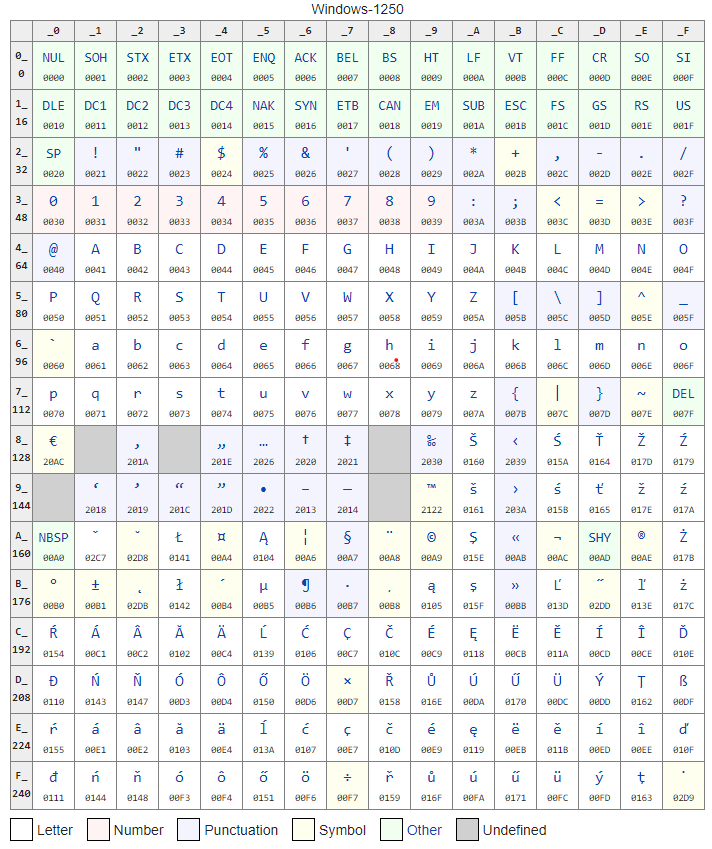 Windows-1250
_0 _1 _2 _3 _4 _5 _6 _7 _8 _9 _A _B _C _D _E _F
0_ NUL SOH STX ETX EOT ENQ ACK BEL BS HT LF VT FF CR SO SI
0 0000 0001 0002 0003 0004 0005 0006 0007 0008 0009 000A 000B 000C 000D 000E 000F
1_ DLE DC1 DC2 DC3 DC4 NAK SYN ETB CAN EM SUB ESC FS GS RS US
16 0010 0011 0012 0013 0014 0015 0016 0017 0018 0019 001A 001B 001C 001D 001E 001F
2_ SP ! " # $ % & ' ( ) * + , - . /
32 0020 0021 0022 0023 0024 0025 0026 0027 0028 0029 002A 002B 002C 002D 002E 002F
3_ 0 1 2 3 4 5 6 7 8 9 : ; < = > ?
48 0030 0031 0032 0033 0034 0035 0036 0037 0038 0039 003A 003B 003C 003D 003E 003F
4_ @ A B C D E F G H I J K L M N O
64 0040 0041 0042 0043 0044 0045 0046 0047 0048 0049 004A 004B 004C 004D 004E 004F
5_ P Q R S T U V W X Y Z [ \ ] ^ _
80 0050 0051 0052 0053 0054 0055 0056 0057 0058 0059 005A 005B 005C 005D 005E 005F
6_ ` a b c d e f g h i j k l m n o
96 0060 0061 0062 0063 0064 0065 0066 0067 0068 0069 006A 006B 006C 006D 006E 006F
7_ p q r s t u v w x y z { | } ~ DEL
112 0070 0071 0072 0073 0074 0075 0076 0077 0078 0079 007A 007B 007C 007D 007E 007F
8_ € ‚ „ … † ‡ ‰ Š ‹ Ś Ť Ž Ź
128 20AC 201A 201E 2026 2020 2021 2030 0160 2039 015A 0164 017D 0179
9_ ‘ ’ “ ” • – — ™ š › ś ť ž ź
144 2018 2019 201C 201D 2022 2013 2014 2122 0161 203A 015B 0165 017E 017A
A_ NBSP ˇ ˘ Ł ¤ Ą ¦ § ¨ © Ş « ¬ SHY ® Ż
160 00A0 02C7 02D8 0141 00A4 0104 00A6 00A7 00A8 00A9 015E 00AB 00AC 00AD 00AE 017B
B_ ° ± ˛ ł ´ µ ¶ · ¸ ą ş » Ľ ˝ ľ ż
176 00B0 00B1 02DB 0142 00B4 00B5 00B6 00B7 00B8 0105 015F 00BB 013D 02DD 013E 017C
C_ Ŕ Á Â Ă Ä Ĺ Ć Ç Č É Ę Ë Ě Í Î Ď
192 0154 00C1 00C2 0102 00C4 0139 0106 00C7 010C 00C9 0118 00CB 011A 00CD 00CE 010E
D_ Đ Ń Ň Ó Ô Ő Ö × Ř Ů Ú Ű Ü Ý Ţ ß
208 0110 0143 0147 00D3 00D4 0150 00D6 00D7 0158 016E 00DA 0170 00DC 00DD 0162 00DF
E_ ŕ á â ă ä ĺ ć ç č é ę ë ě í î ď
224 0155 00E1 00E2 0103 00E4 013A 0107 00E7 010D 00E9 0119 00EB 011B 00ED 00EE 010F
F_ đ ń ň ó ô ő ö ÷ ř ů ú ű ü ý ţ ˙
240 0111 0144 0148 00F3 00F4 0151 00F6 00F7 0159 016F 00FA 0171 00FC 00FD 0163 02D9
Letter Number Punctuation Symbol Other Undefined